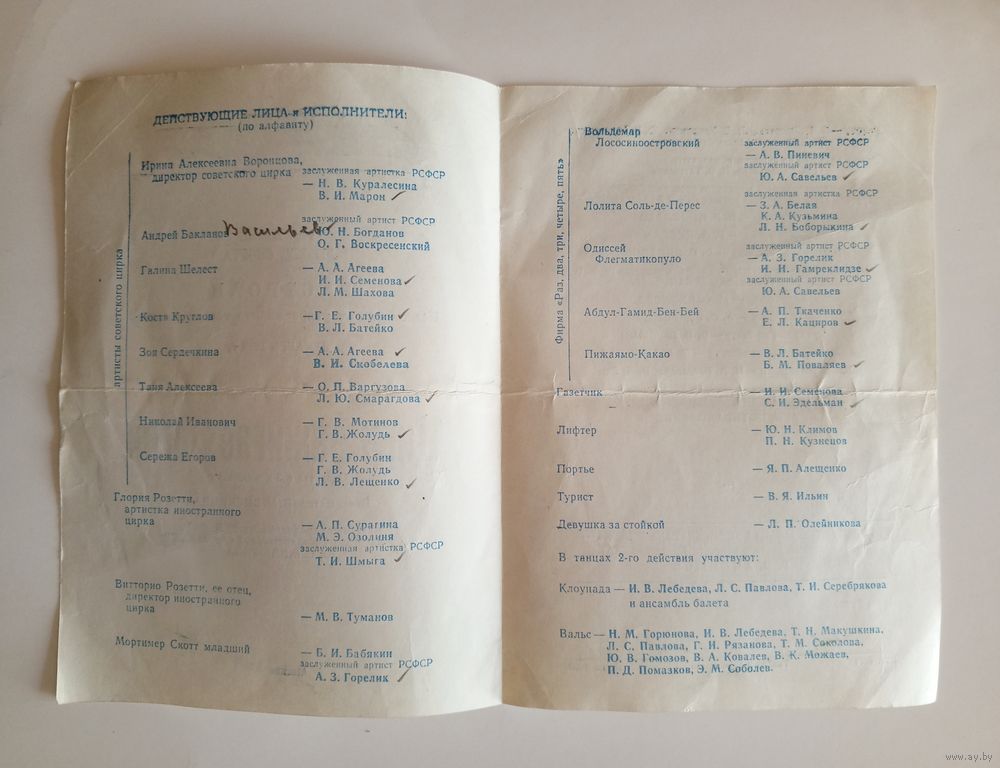 ДЕЙСТВУЮЩИЕ ЛИЦА и ИСПОЛНИТЕЛИ:
(по алфавиту)
артисты советского цирка
Ирина Алексеевна Воронцова,
директор советского цирка
заслуженная артистка РСФСР
— Н. В. Куралесина
В. И. Марон
заслуженный артист РСФСР
Андрей Бакланов
Васильев
Ю. Н. Богданов
О. Г. Воскресенский
Галина Шелест — А. А. Агеева
И. И. Семенова
Л. М. Шахова
Костя Круглов —Г. Е. Голубин
В. Л. Батейко
Зоя Сердечкина — А. А. Агеева
В. И. Скобелева
Таня Алексеева — О. П. Варгузова
Л. Ю. Смарагдова
Николай Иванович — Г. В. Мотинов
Г. В. Жолудь
Сережа Егоров — Г. Е. Голубин
Г. В. Жолудь
Л. В. Лещенко
Глория Розетти,
артистка иностранного
цирка — А. П. Сурагина
М. Э. Озолиня
заслуженная артистка РСФСР
Т. И. Шмыга
Витторио Розетти, ее отец,
директор иностранного
цирка
— М. В. Туманов
Мортимер Скотт младший — Б. И. Бабякин
заслуженный артист РСФСР
А. З. Горелик
Фирма «Раз, два, три, четыре, пять»
Вольдемар
Лососиноостровский заслуженный артист РСФСР
— А. В. Пиневич
заслуженный артист РСФСР
Ю. А. Савельев
заслуженная артистка РСФСР
Лолита Соль-де-Перес — З. А. Белая
К. А. Кузьмина
Л. Н. Боборыкина
Одиссей заслуженный артист РСФСР
Флегматикопуло — А. З. Горелик
И. И. Гамреклидзе
заслуженный артист РСФСР
Ю. А. Савельев
Абдул-Гамид-Бен-Бей — А. П. Ткаченко
Е. Л. Кациров
Пижаямо-Какао — В. Л. Батейко
Б. М. Поваляев
Газетчик — И. И. Семенова
С. И. Эдельман
Лифтер — Ю. Н. Климов
П. Н. Кузнецов
Портье — Я. П. Алещенко
Турист — В. Я. Ильин
Девушка за стойкой — Л. П. Олейникова
В танцах 2-го действия участвуют:
Клоунада — И. В. Лебедева, Л. С. Павлова, Т. И. Серебрякова
и ансамбль балета
Вальс — Н. М. Горюнова, И. В. Лебедева, Т. Н. Макушкина,
Л. С. Павлова, Г. И. Рязанова, Т. М. Соколова,
Ю. В. Гомозов, В. А. Ковалев, В. К. Можаев,
П. Д. Помазков, Э. М. Соболев.
www.ay.by